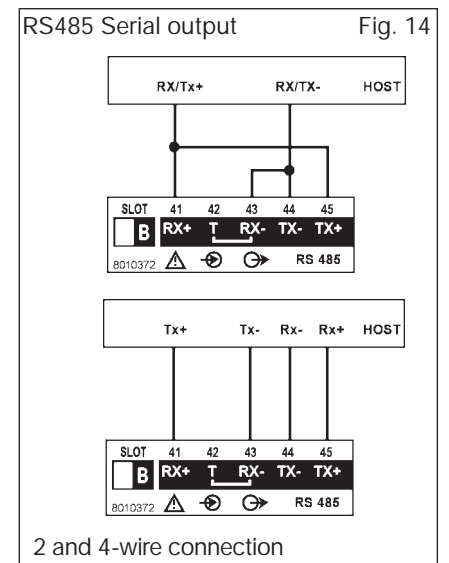 RS485 Serial output Fig. 14
RX/Tx+ RX/TX- HOST
SLOT 41 42 43 44 45
B RX+ T RX- TX- TX+
8010372 RS 485
Tx+ Tx- Rx- Rx+ HOST
SLOT 41 42 43 44 45
B RX+ T RX- TX- TX+
8010372 RS 485
2 and 4-wire connection